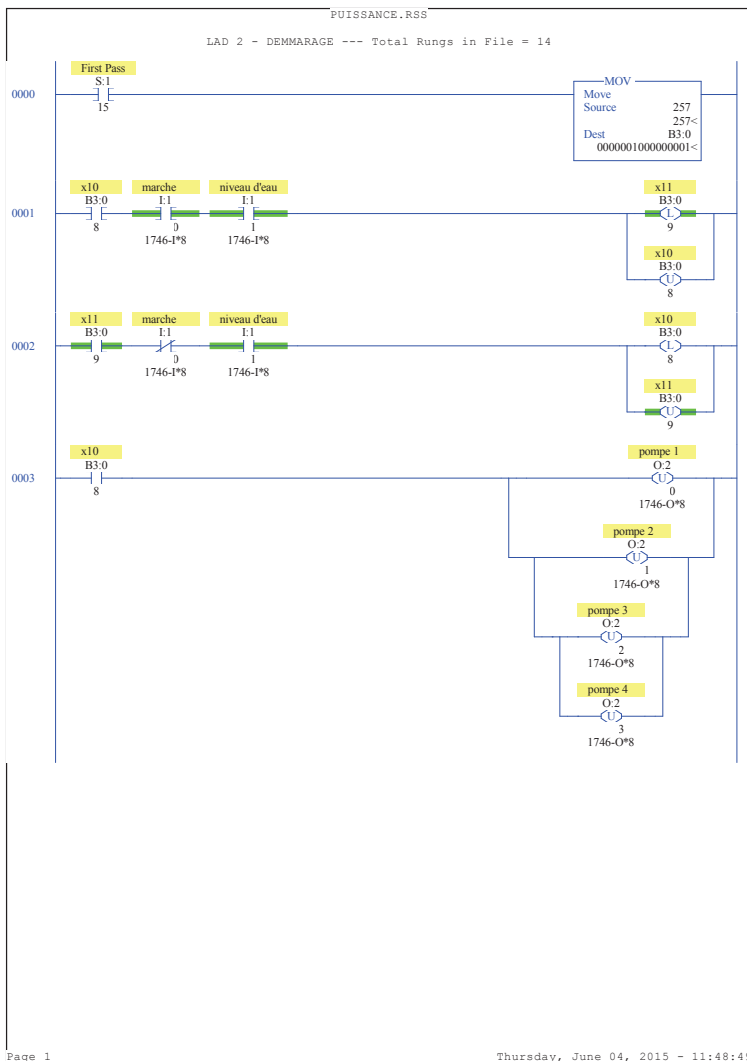 PUISSANCE.RSS
LAD 2 - DEMMARAGE --- Total Rungs in File = 14
First Pass
S:1
0000
15
MOV
Move
Source 257
257<
Dest B3:0
0000001000000001<
x10 marche niveau d'eau x11
B3:0 I:1 I:1 B3:0
0001 L
8 0 1 9
1746-I*8 1746-I*8
x10
B3:0
U
8
x11 marche niveau d'eau x10
B3:0 I:1 I:1 B3:0
0002 L
9 0 1 8
1746-I*8 1746-I*8
x11
B3:0
U
9
x10 pompe 1
B3:0 O:2
0003 U
8 0
1746-O*8
pompe 2
O:2
U
1
1746-O*8
pompe 3
O:2
U
2
1746-O*8
pompe 4
O:2
U
3
1746-O*8
Page 1 Thursday, June 04, 2015 - 11:48:49